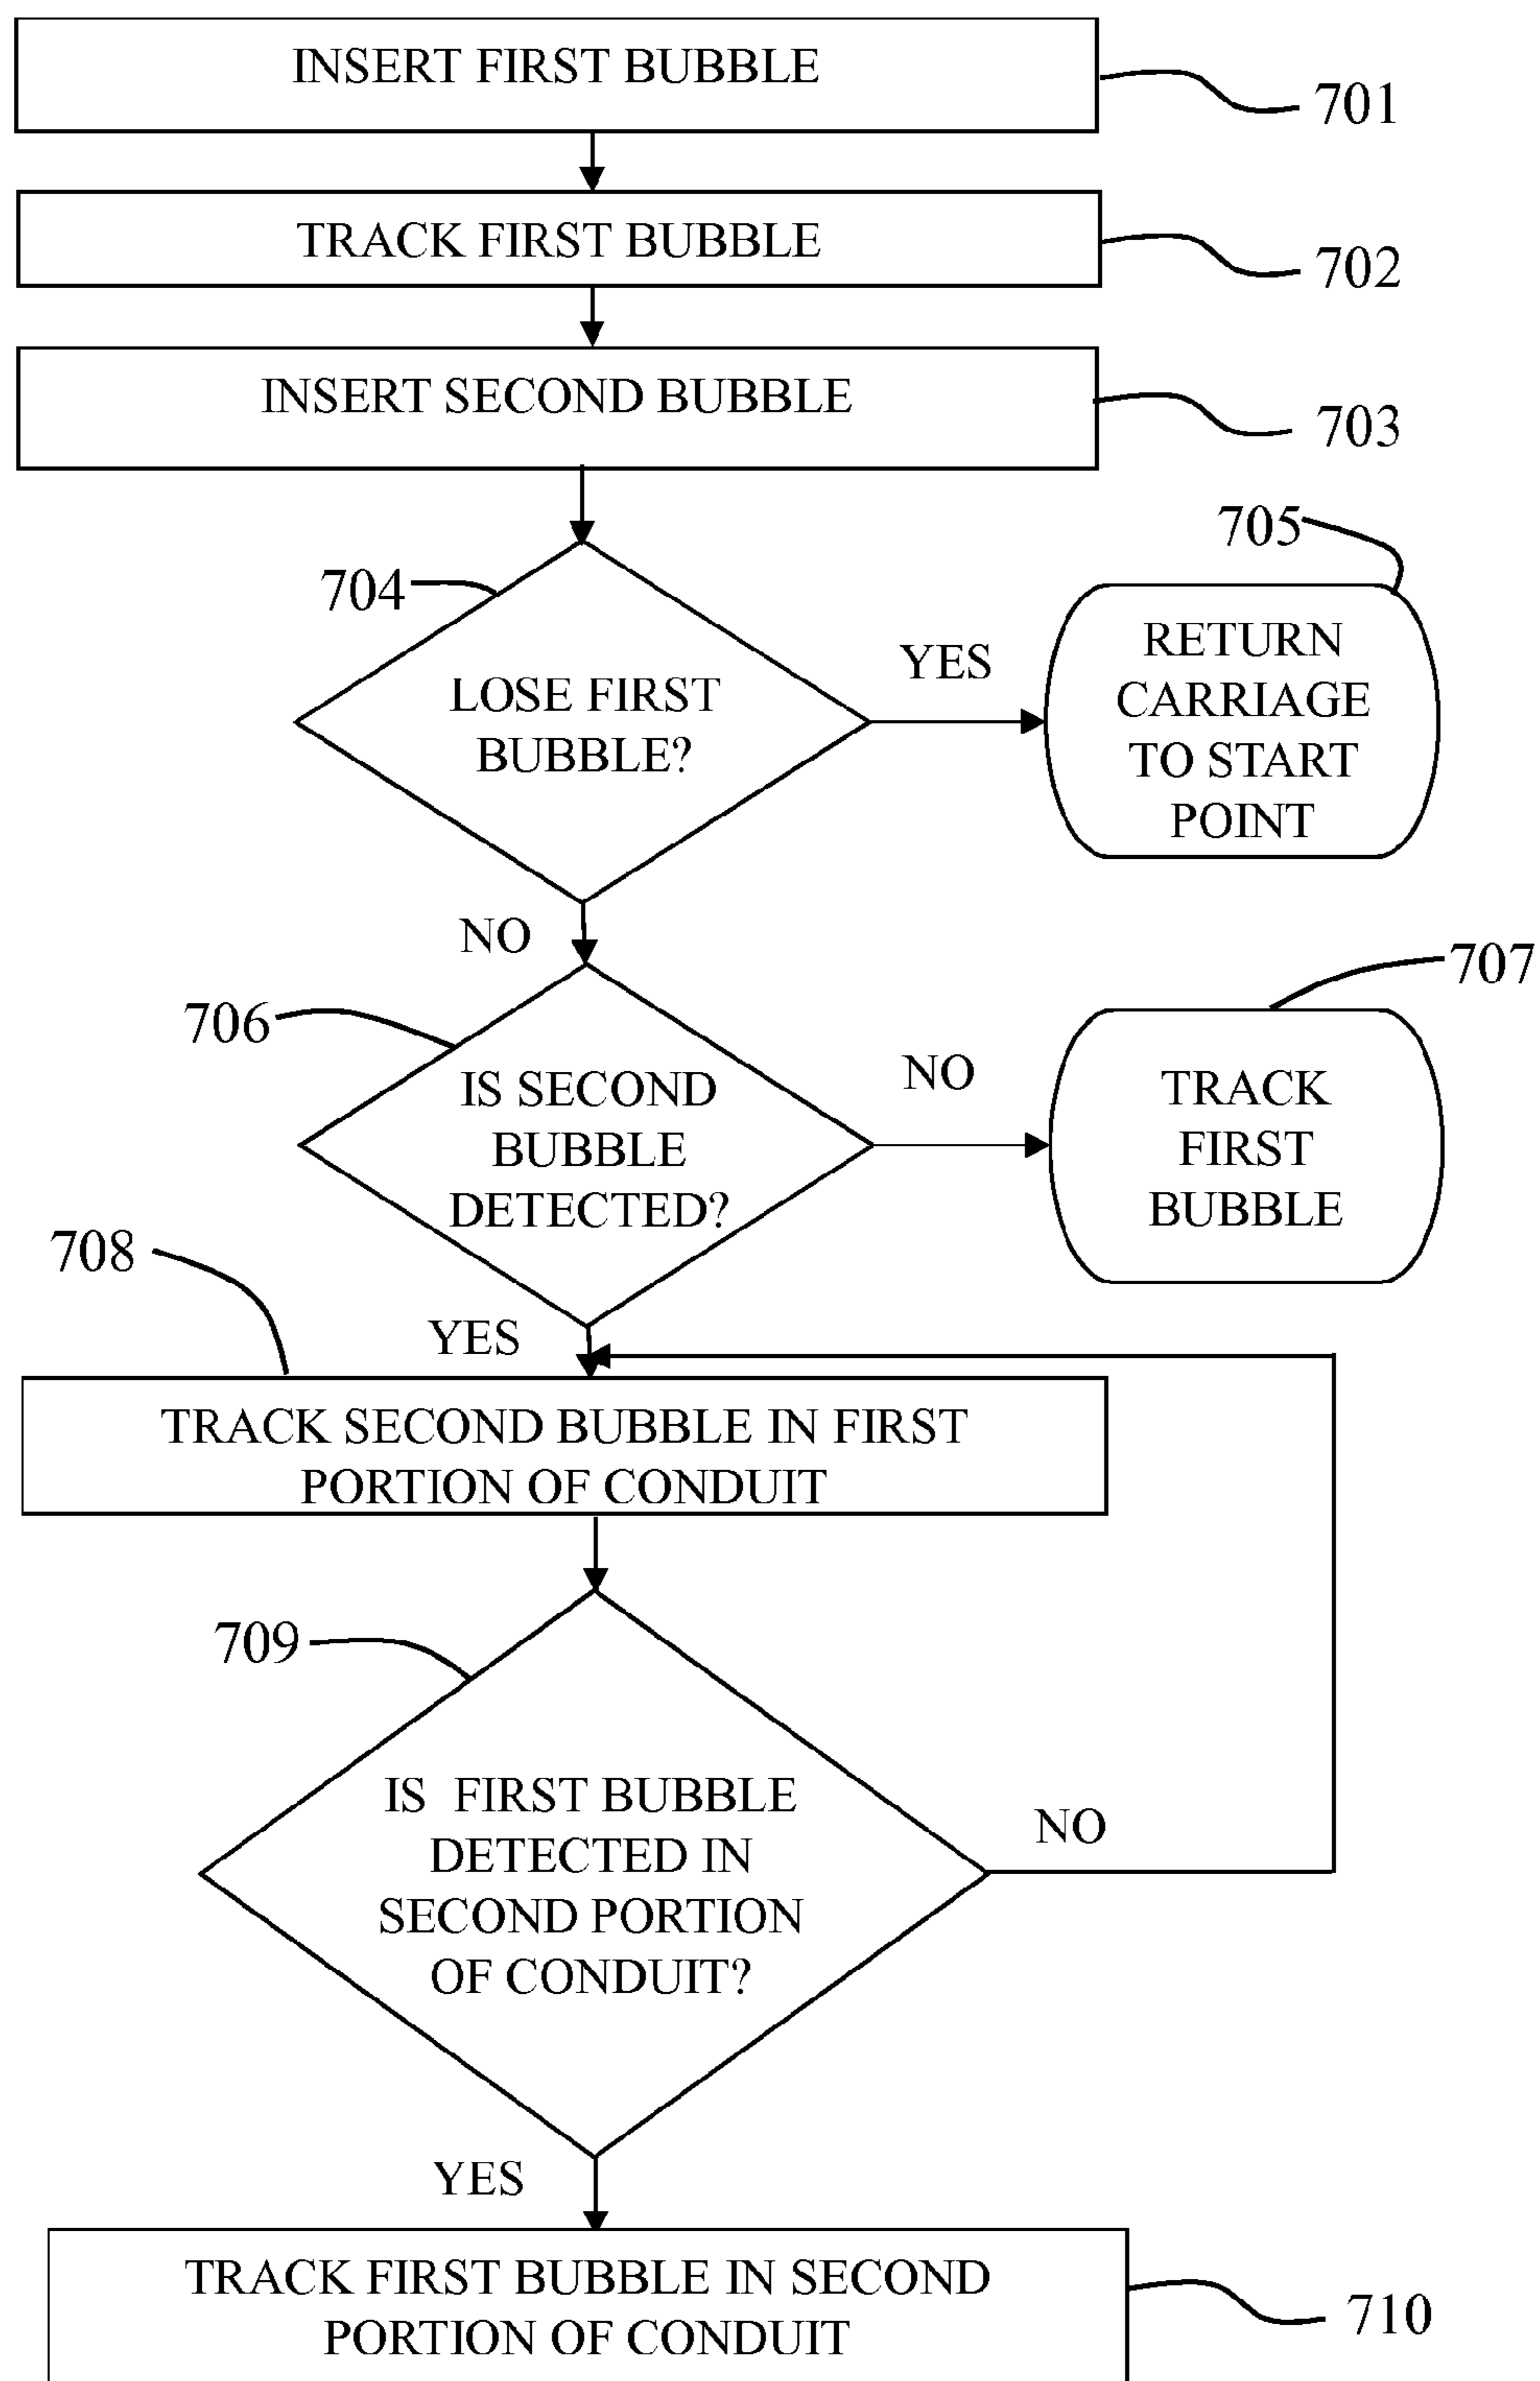 INSERT FIRST BUBBLE
701
TRACK FIRST BUBBLE
702
INSERT SECOND BUBBLE
703
704
LOSE FIRST
BUBBLE?
YES
705
RETURN
CARRIAGE
TO START
POINT
NO
706
IS SECOND
BUBBLE
DETECTED?
NO
707
TRACK
FIRST
BUBBLE
YES
708
TRACK SECOND BUBBLE IN FIRST
PORTION OF CONDUIT
709
IS FIRST BUBBLE
DETECTED IN
SECOND PORTION
OF CONDUIT?
NO
YES
TRACK FIRST BUBBLE IN SECOND
PORTION OF CONDUIT
710